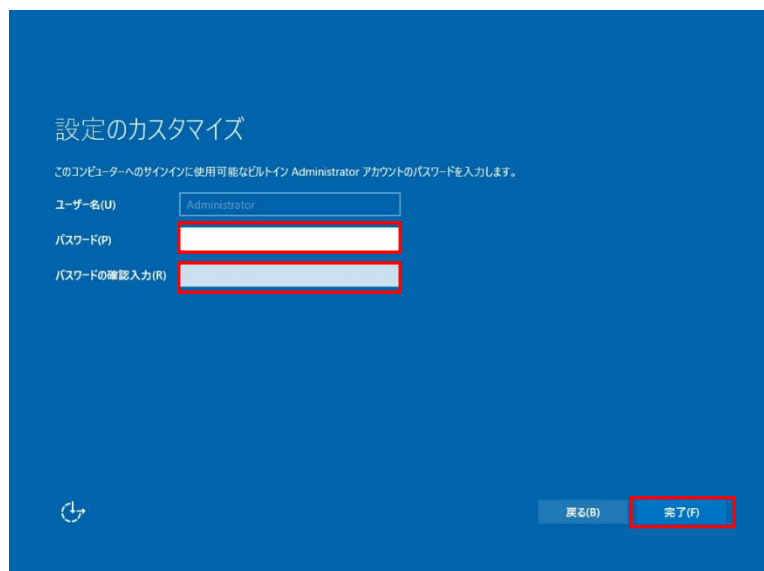 設定のカスタマイズ
このコンピューターへのサインインに使用可能なビルトイン Administrator アカウントのパスワードを入力します。
ユーザー名(U)
Administrator
パスワード(P)
パスワードの確認入力(R)
戻る(B)
完了(F)